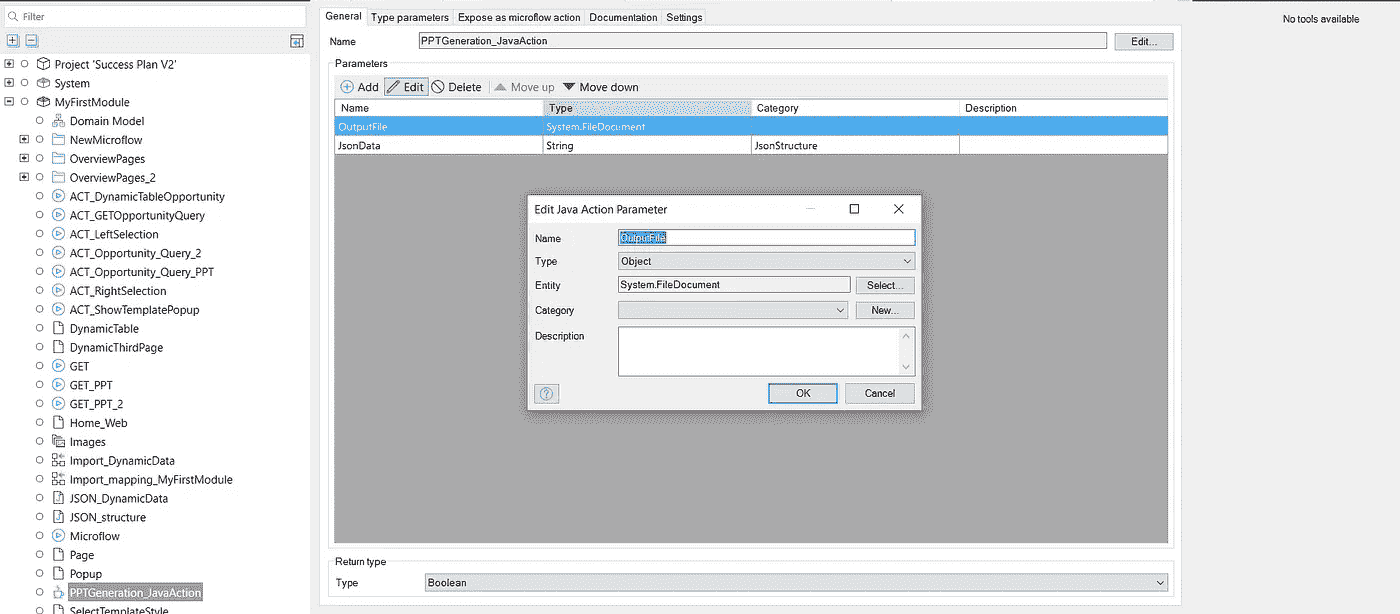 Filter
Project 'Success Plan V2'
System
MyFirstModule
Domain Model
NewMicroflow
OverviewPages
OverviewPages_2
ACT_DynamicTableOpportunity
ACT_GETOpportunityQuery
ACT_LeftSelection
ACT_Opportunity_Query_2
ACT_Opportunity_Query_PPT
ACT_RightSelection
ACT_ShowTemplatePopup
DynamicTable
DynamicThirdPage
GET
GET_PPT
GET_PPT_2
Home_Web
Images
Import_DynamicData
Import_mapping_MyFirstModule
JSON_DynamicData
JSON_structure
Microflow
Page
Popup
PPTGeneration_JavaAction
SelectTemplateStyle
General Type parameters Expose as microflow action Documentation Settings
Name PPTGeneration_JavaAction Edit...
Parameters
Add Edit Delete Move up Move down
Name Type Category Description
OutputFile System.FileDocument
JsonData String JsonStructure
Edit Java Action Parameter
Name OutputFile
Type Object
Entity System.FileDocument Select...
Category New...
Description
? OK Cancel
Return type
Type Boolean
No tools available